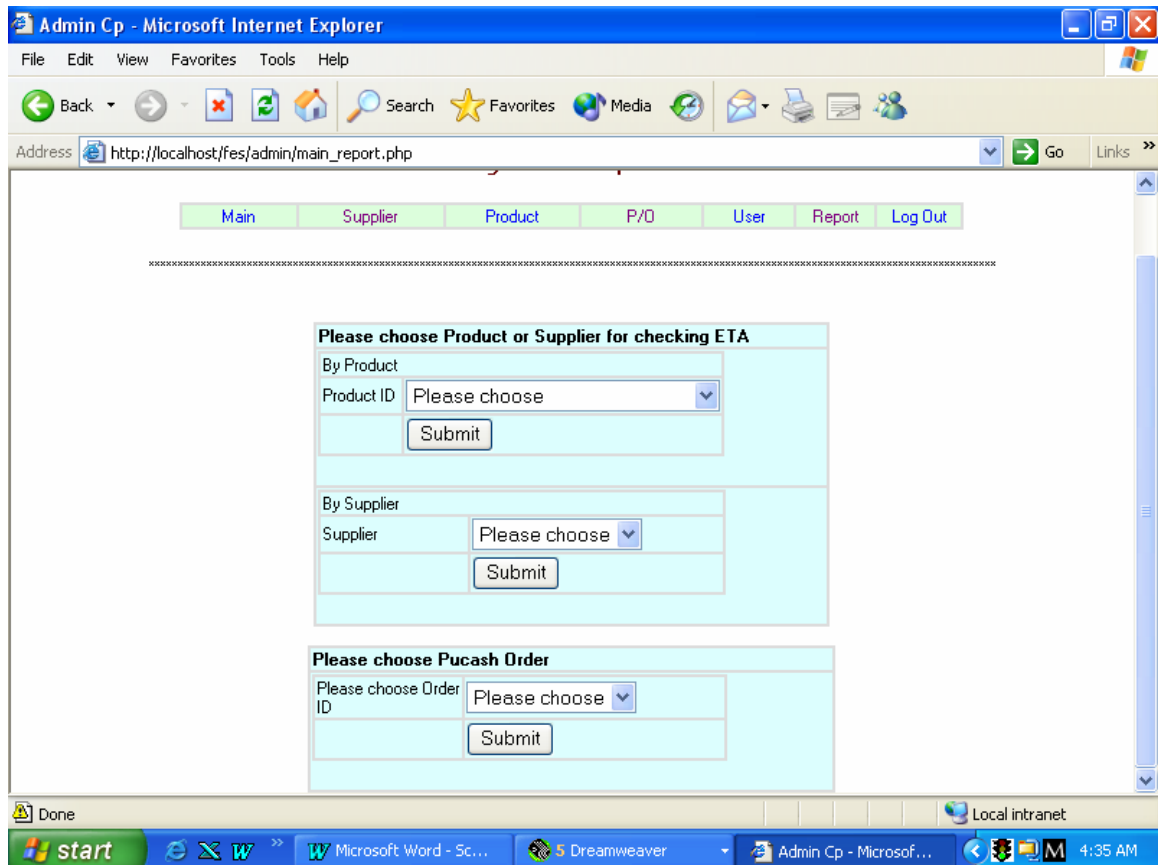 Admin Cp - Microsoft Internet Explorer
File Edit View Favorites Tools Help
Back Search Favorites Media
Address http://localhost/fes/admin/main_report.php Go Links »
Main Supplier Product P/O User Report Log Out
Please choose Product or Supplier for checking ETA
By Product
Product ID Please choose
Submit
By Supplier
Supplier Please choose
Submit
Please choose Pucash Order
Please choose Order
ID Please choose
Submit
Done Local intranet
start W » Microsoft Word - Sc... 5 Dreamweaver Admin Cp - Microsof... M 4:35 AM